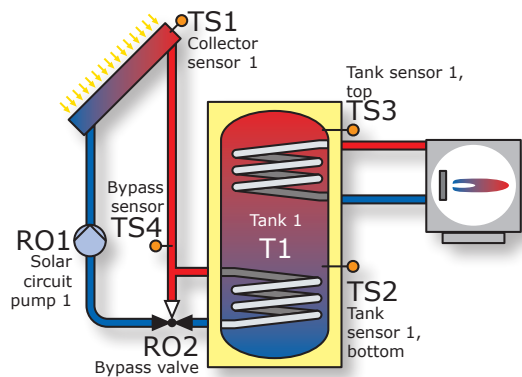 TS1
Collector
sensor 1
Tank sensor 1,
top
TS3
Bypass
sensor
TS4
Tank 1
T1
RO1
Solar
circuit
pump 1
TS2
Tank
sensor 1,
bottom
RO2
Bypass valve